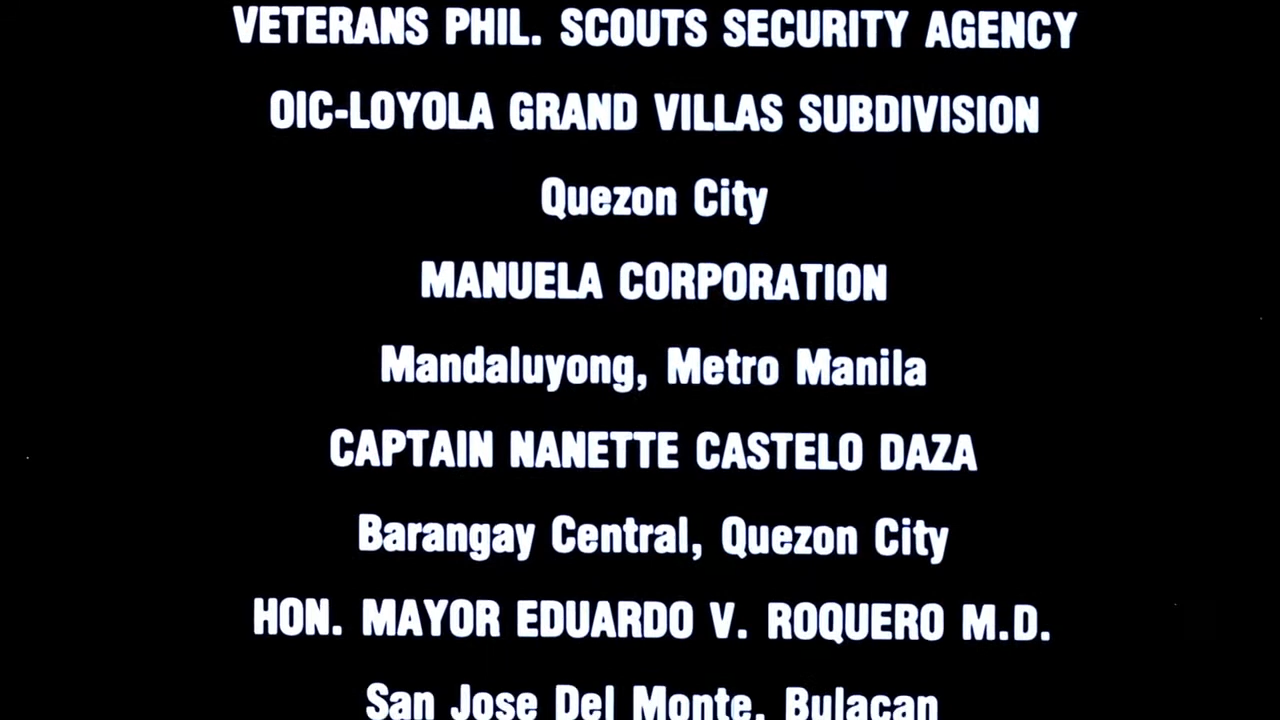 VETERANS PHIL. SCOUTS SECURITY AGENCY
OIC-LOYOLA GRAND VILLAS SUBDIVISION
Quezon City
MANUELA CORPORATION
Mandaluyong, Metro Manila
CAPTAIN NANETTE CASTELO DAZA
Barangay Central, Quezon City
HON. MAYOR EDUARDO V. ROQUERO M.D.
San Jose Del Monte, Bulacan